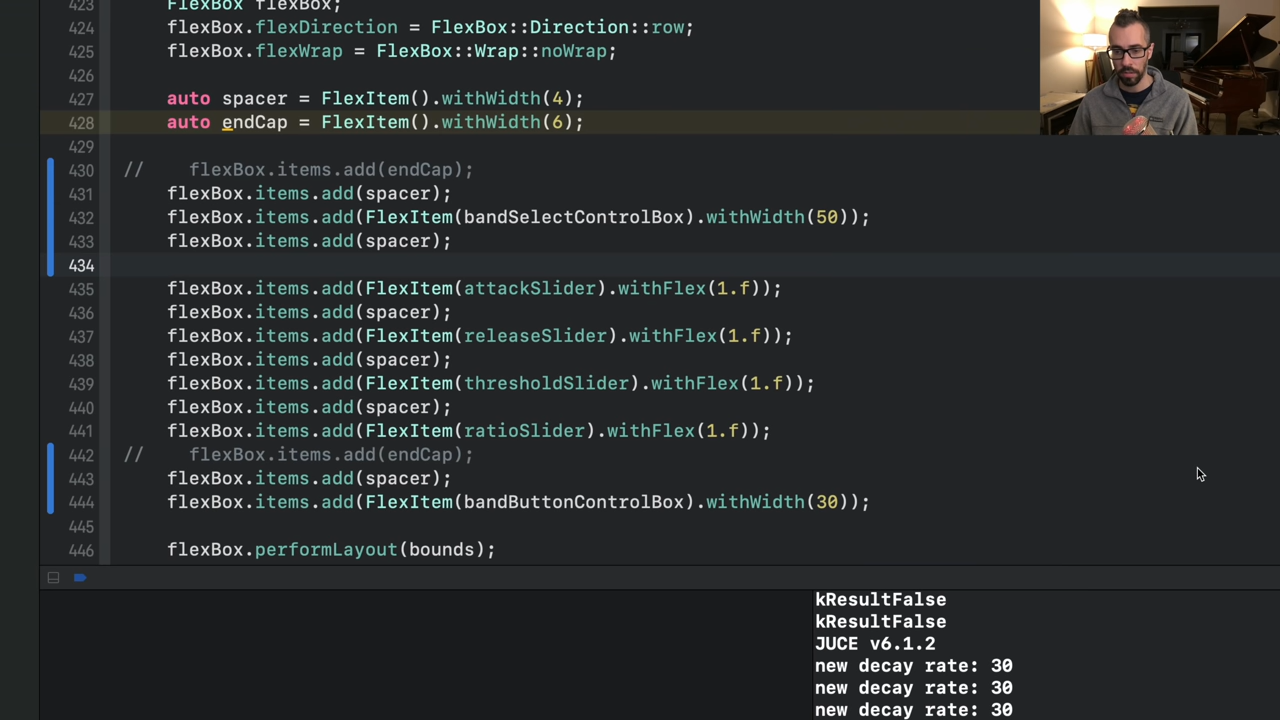 423 FlexBox flexBox;
424 flexBox.flexDirection = FlexBox::Direction::row;
425 flexBox.flexWrap = FlexBox::Wrap::noWrap;
426
427 auto spacer = FlexItem().withWidth(4);
428 auto endCap = FlexItem().withWidth(6);
429
430 // flexBox.items.add(endCap);
431 flexBox.items.add(spacer);
432 flexBox.items.add(FlexItem(bandSelectControlBox).withWidth(50));
433 flexBox.items.add(spacer);
434
435 flexBox.items.add(FlexItem(attackSlider).withFlex(1.f));
436 flexBox.items.add(spacer);
437 flexBox.items.add(FlexItem(releaseSlider).withFlex(1.f));
438 flexBox.items.add(spacer);
439 flexBox.items.add(FlexItem(thresholdSlider).withFlex(1.f));
440 flexBox.items.add(spacer);
441 flexBox.items.add(FlexItem(ratioSlider).withFlex(1.f));
442 // flexBox.items.add(endCap);
443 flexBox.items.add(spacer);
444 flexBox.items.add(FlexItem(bandButtonControlBox).withWidth(30));
445
446 flexBox.performLayout(bounds);
kResultFalse
kResultFalse
JUCE v6.1.2
new decay rate: 30
new decay rate: 30
new decay rate: 30